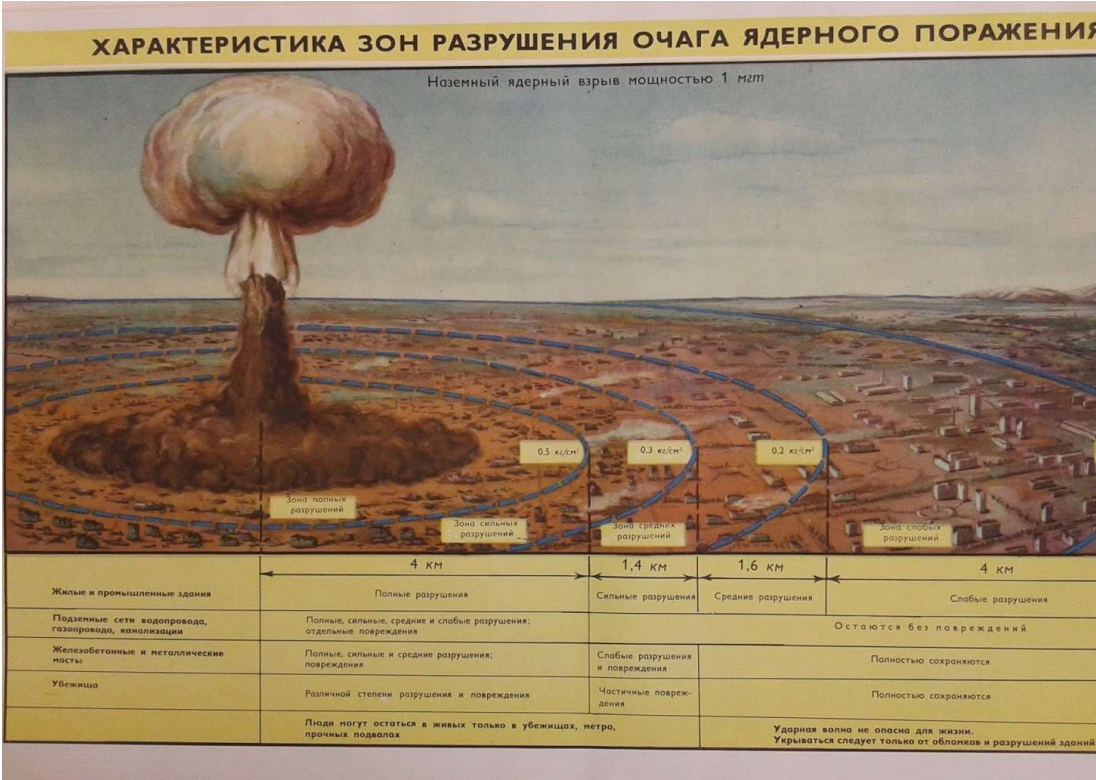 ХАРАКТЕРИСТИКА ЗОН РАЗРУШЕНИЯ ОЧАГА ЯДЕРНОГО ПОРАЖЕНИЯ
Наземный ядерный взрыв мощностью 1 мгт
0,5 кг/см²
0,3 кг/см²
0,2 кг/см²
Зона полных
разрушений
Зона сильных
разрушений
Зона средних
разрушений
Зона слабых
разрушений
4 км
1,4 км
1,6 км
4 км
Жилые и промышленные здания
Полные разрушения
Сильные разрушения
Средние разрушения
Слабые разрушения
Подземные сети водопровода,
газопровода, канализации
Полные, сильные, средние и слабые разрушения;
отдельные повреждения
Остаются без повреждений
Железобетонные и металлические
мосты
Полные, сильные и средние разрушения;
повреждения
Слабые разрушения
и повреждения
Полностью сохраняются
Убежища
Различной степени разрушения и повреждения
Частичные повреж-
дения
Полностью сохраняются
Люди могут остаться в живых только в убежищах, метро,
прочных подвалах
Ударная волна не опасна для жизни.
Укрываться следует только от обломков и разрушений зданий